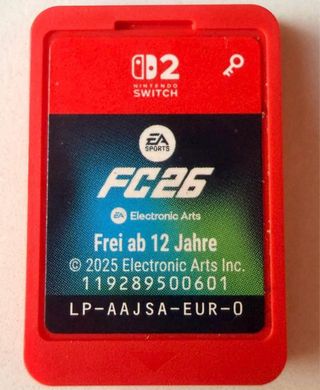 2
NINTENDO
SWITCH
EA
SPORTS
FC26
EA Electronic Arts
Frei ab 12 Jahre
© 2025 Electronic Arts Inc.
119289500601
LP-AAJSA-EUR-0